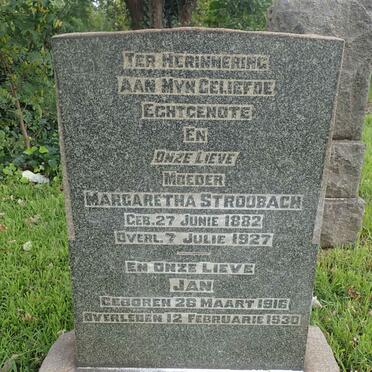 TER HERINNERING
AAN MYN GELIEFDE
ECHTGENOTE
EN
ONZE LIEVE
MOEDER
MARGARETHA STROOBACH
GEB. 27 JUNIE 1882
OVERL. 7 JULIE 1927
EN ONZE LIEVE
JAN
GEBOREN 26 MAART 1916
OVERLEDEN 12 FEBRUARIE 1930